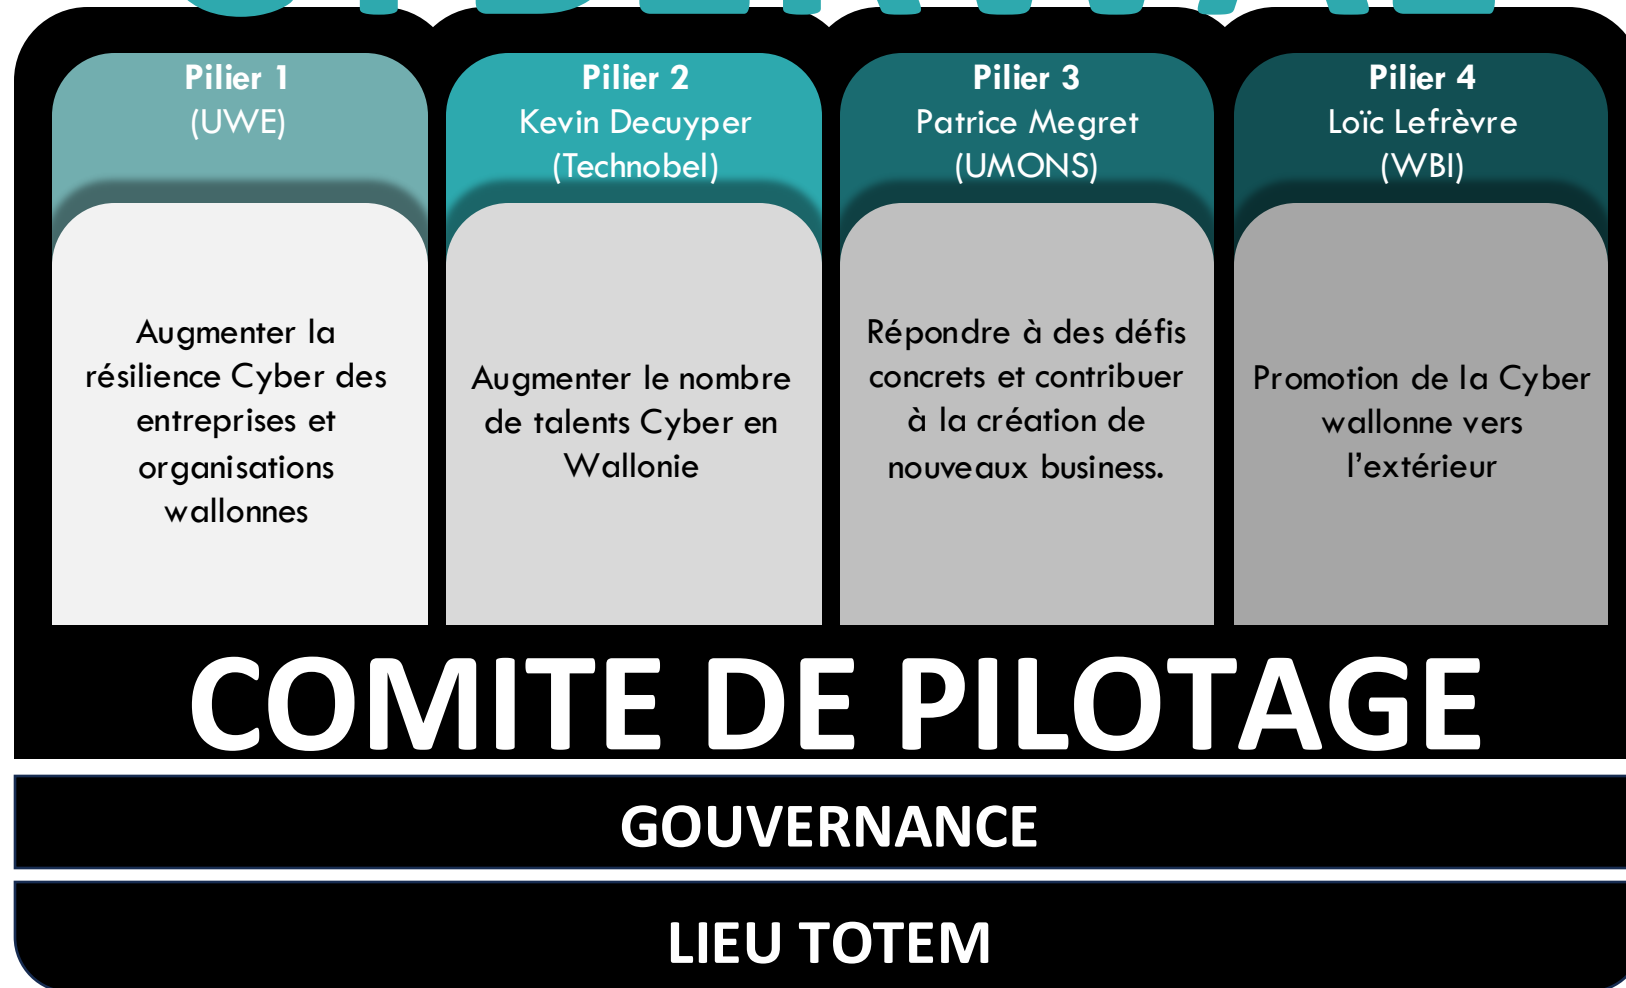 Pilier 1
(UWE)
Pilier 2
Kevin Decuyper
(Technobel)
Pilier 3
Patrice Megret
(UMONS)
Pilier 4
Loïc Lefrèvre
(WBI)
Augmenter la
résilience Cyber des
entreprises et
organisations
wallonnes
Augmenter le nombre
de talents Cyber en
Wallonie
Répondre à des défis
concrets et contribuer
à la création de
nouveaux business.
Promotion de la Cyber
wallonne vers
l’extérieur
COMITE DE PILOTAGE
GOUVERNANCE
LIEU TOTEM